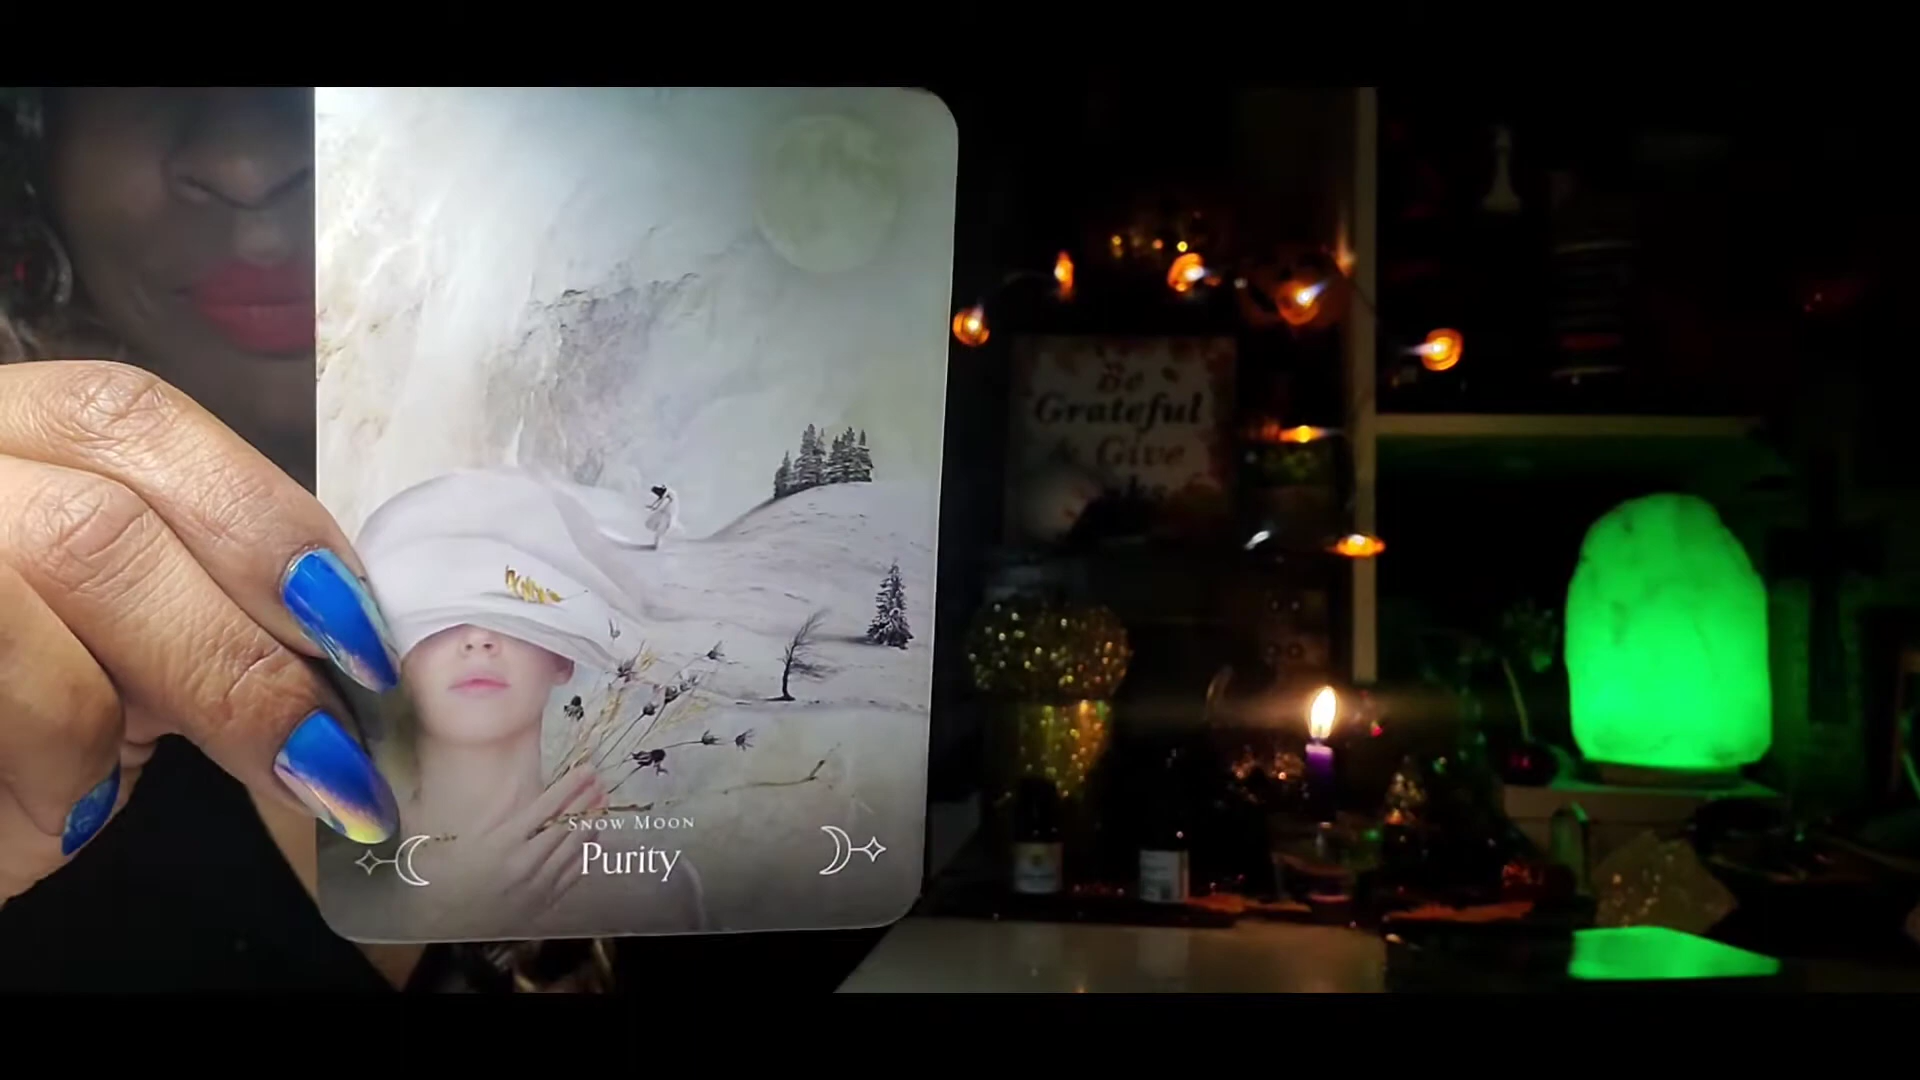 Snow Moon
Purity
Be
Grateful
& Give